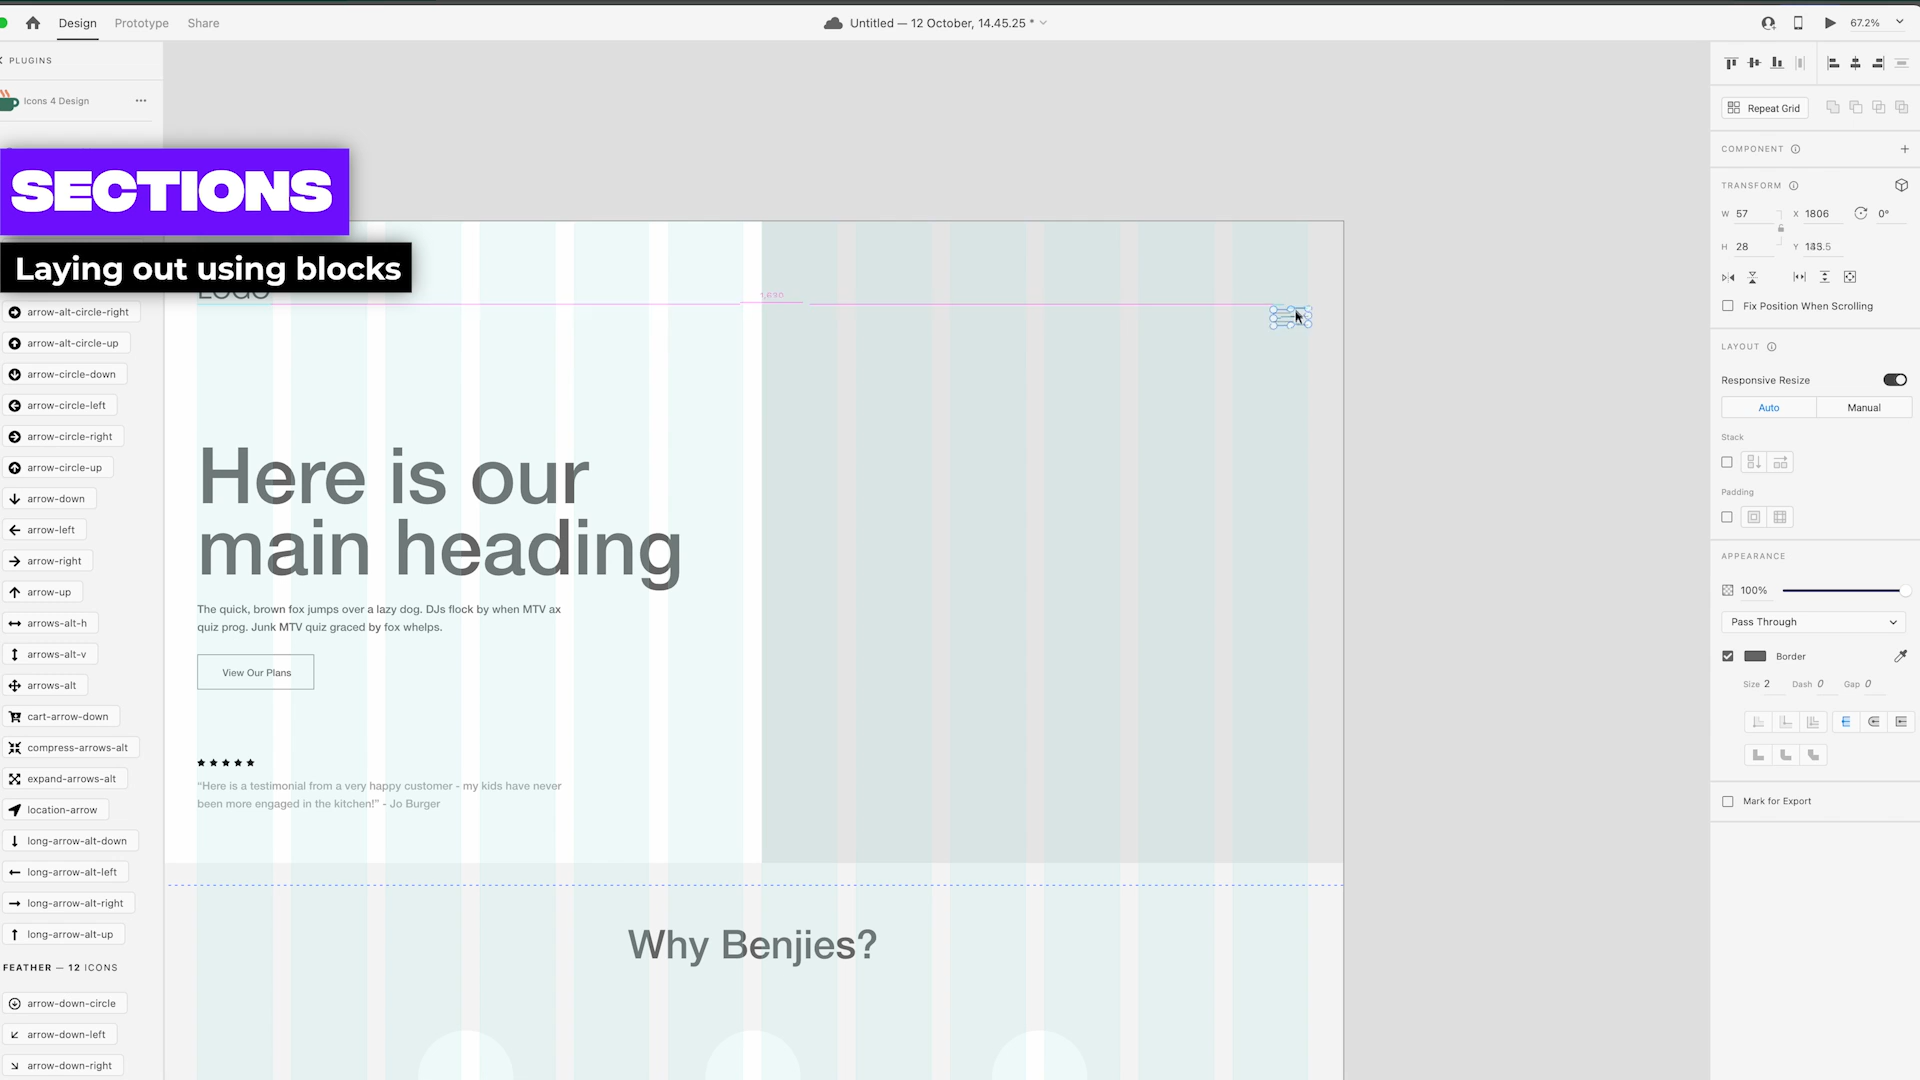 Design
Prototype
Share
Untitled — 12 October, 14.45.25 *
67.2%
PLUGINS
Icons 4 Design
...
SECTIONS
Laying out using blocks
arrow-alt-circle-right
arrow-alt-circle-up
arrow-circle-down
arrow-circle-left
arrow-circle-right
arrow-circle-up
arrow-down
arrow-left
arrow-right
arrow-up
arrows-alt-h
arrows-alt-v
arrows-alt
cart-arrow-down
compress-arrows-alt
expand-arrows-alt
location-arrow
long-arrow-alt-down
long-arrow-alt-left
long-arrow-alt-right
long-arrow-alt-up
FEATHER — 12 ICONS
arrow-down-circle
arrow-down-left
arrow-down-right
Logo
1,630
Here is our
main heading
The quick, brown fox jumps over a lazy dog. DJs flock by when MTV ax
quiz prog. Junk MTV quiz graced by fox whelps.
View Our Plans
“Here is a testimonial from a very happy customer - my kids have never
been more engaged in the kitchen!” - Jo Burger
Why Benjies?
Repeat Grid
COMPONENT
TRANSFORM
W 57 X 1806 0°
H 28 Y
Fix Position When Scrolling
LAYOUT
Responsive Resize
Auto Manual
Stack
Padding
APPEARANCE
100%
Pass Through
Border
Size 2 Dash 0 Gap 0
Mark for Export